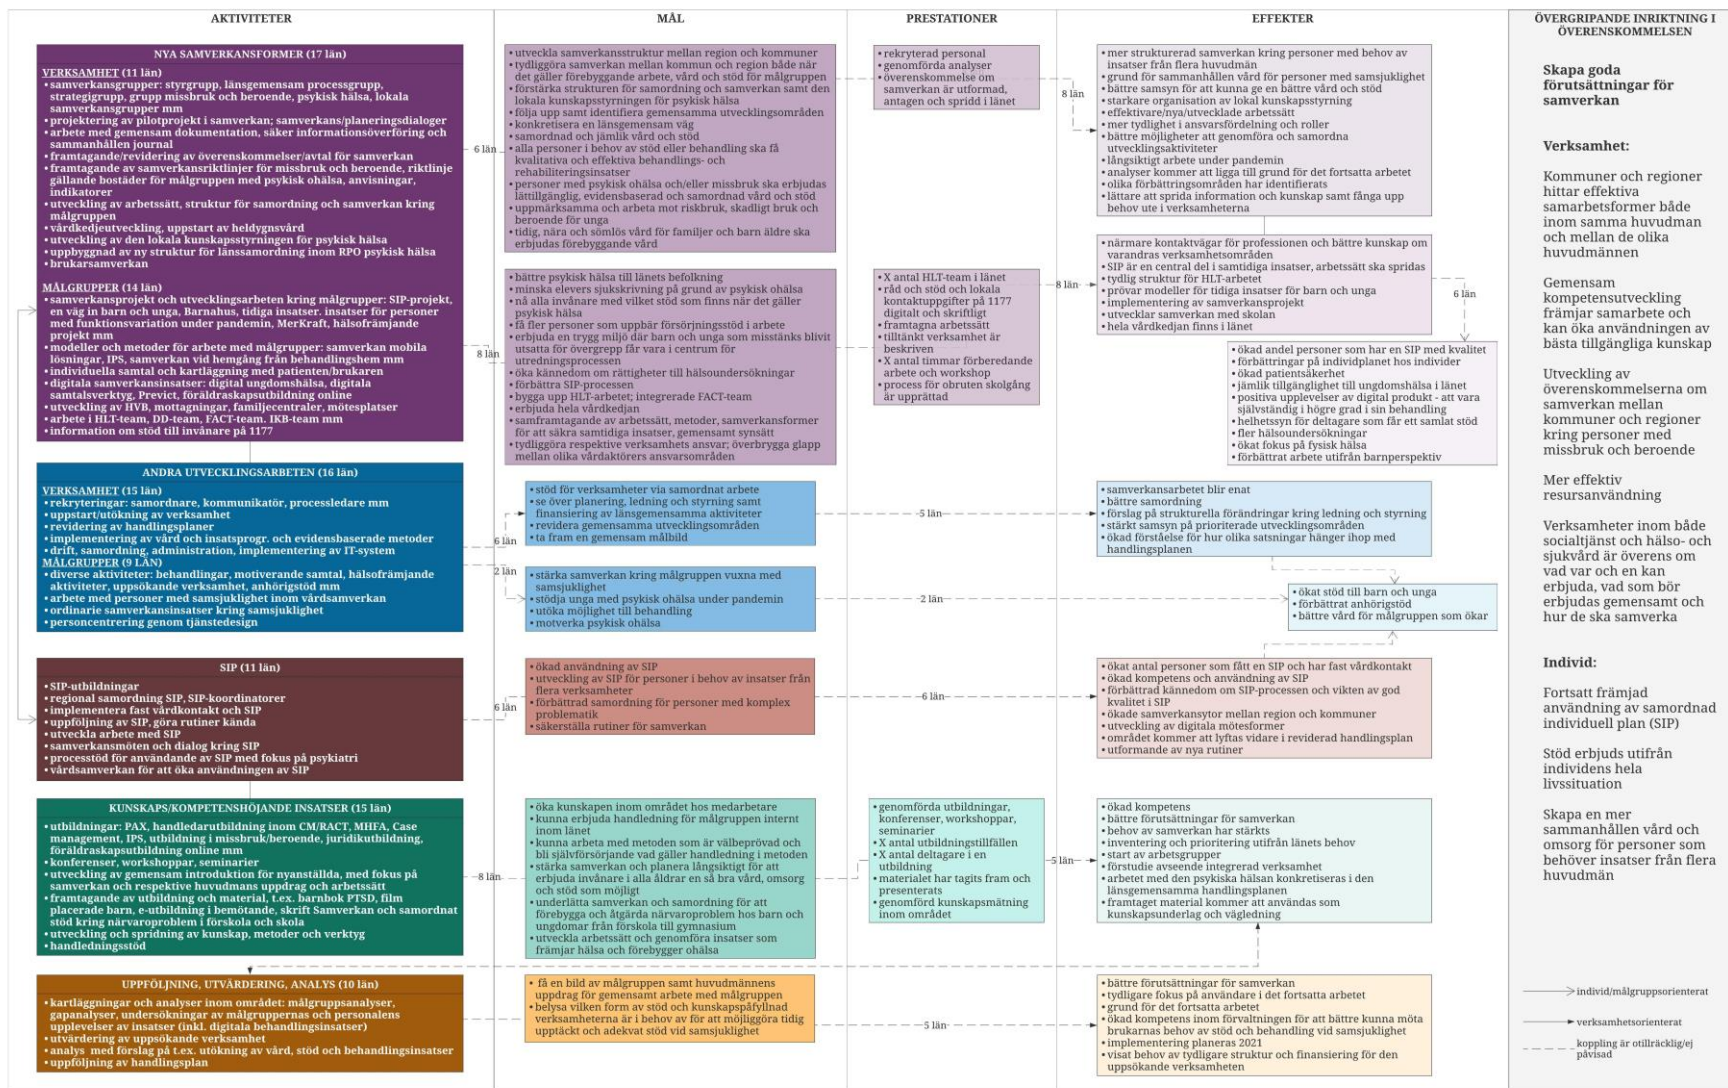 AKTIVITETER
MÅL
PRESTATIONER
EFFEKTER
ÖVERGRIPANDE INRIKTNING I
ÖVERENSKOMMELSEN
NYA SAMVERKANSFORMER (17 län)
VERKSAMHET (11 län)
• samverkansgrupper: styrgrupp, länsgemensam processgrupp,
strategigrupp, grupp missbruk och beroende, psykisk hälsa, lokala
samverkansgrupper mm
• projektering av pilotprojekt i samverkan; samverkans/planeringsdialoger
• arbete med gemensam dokumentation, säker informationsöverföring och
sammanhållen journal
• framtagande/revidering av överenskommelser/avtal för samverkan
• framtagande av samverkansriktlinjer för missbruk och beroende, riktlinje
gällande bostäder för målgruppen med psykisk ohälsa, anvisningar,
indikatorer
• utveckling av arbetssätt, struktur för samordning och samverkan kring
målgruppen
• vårdkedjeutveckling, uppstart av heldygnsvård
• utveckling av den lokala kunskapsstyrningen för psykisk hälsa
• uppbyggnad av ny struktur för länssamordning inom RPO psykisk hälsa
• brukarsamverkan
MÅLGRUPPER (14 län)
• samverkansprojekt och utvecklingsarbeten kring målgrupper: SIP-projekt,
en väg in barn och unga, Barnahus, tidiga insatser. insatser för personer
med funktionsvariation under pandemin, MerKraft, hälsofrämjande
projekt mm
• modeller och metoder för arbete med målgrupper: samverkan mobila
lösningar, IPS, samverkan vid hemgång från behandlingshem mm
• individuella samtal och kartläggning med patienten/brukaren
• digitala samverkansinsatser: digital ungdomshälsa, digitala
samtalsverktyg, Previct, föräldraskapsutbildning online
• utveckling av HVB, mottagningar, familjecentraler, mötesplatser
• arbete i HLT-team, DD-team, FACT-team. IKB-team mm
• information om stöd till invånare på 1177
6 län
8 län
• utveckla samverkansstruktur mellan region och kommuner
• tydliggöra samverkan mellan kommun och region både när
det gäller förebyggande arbete, vård och stöd för målgruppen
• förstärka strukturen för samordning och samverkan samt den
lokala kunskapsstyrningen för psykisk hälsa
• följa upp samt identifiera gemensamma utvecklingsområden
• konkretisera en länsgemensam väg
• samordnad och jämlik vård och stöd
• alla personer i behov av stöd eller behandling ska få
kvalitativa och effektiva behandlings- och
rehabiliteringsinsatser
• personer med psykisk ohälsa och/eller missbruk ska erbjudas
lättillgänglig, evidensbaserad och samordnad vård och stöd
• uppmärksamma och arbeta mot riskbruk, skadligt bruk och
beroende för unga
• tidig, nära och sömlös vård för familjer och barn äldre ska
erbjudas förebyggande vård
• rekryterad personal
• genomförda analyser
• överenskommelse om
samverkan är utformad,
antagen och spridd i länet
8 län
• mer strukturerad samverkan kring personer med behov av
insatser från flera huvudmän
• grund för sammanhållen vård för personer med samsjuklighet
• bättre samsyn för att kunna ge en bättre vård och stöd
• starkare organisation av lokal kunskapsstyrning
• effektivare/nya/utvecklade arbetssätt
• mer tydlighet i ansvarsfördelning och roller
• bättre möjligheter att genomföra och samordna
utvecklingsaktiviteter
• långsiktigt arbete under pandemin
• analyser kommer att ligga till grund för det fortsatta arbetet
• olika förbättringsområden har identifierats
• lättare att sprida information och kunskap samt fånga upp
behov ute i verksamheterna
• bättre psykisk hälsa till länets befolkning
• minska elevers sjukskrivning på grund av psykisk ohälsa
• nå alla invånare med vilket stöd som finns när det gäller
psykisk hälsa
• få fler personer som uppbär försörjningsstöd i arbete
• erbjuda en trygg miljö där barn och unga som misstänks blivit
utsatta för övergrepp får vara i centrum för
utredningsprocessen
• öka kännedom om rättigheter till hälsoundersökningar
• förbättra SIP-processen
• bygga upp HLT-arbetet; integrerade FACT-team
• erbjuda hela vårdkedjan
• samframtagande av arbetssätt, metoder, samverkansformer
för att säkra samtidiga insatser, gemensamt synsätt
• tydliggöra respektive verksamhets ansvar; överbrygga glapp
mellan olika vårdaktörers ansvarsområden
• X antal HLT-team i länet
• råd och stöd och lokala
kontaktuppgifter på 1177
digitalt och skriftligt
• framtagna arbetssätt
• tilltänkt verksamhet är
beskriven
• X antal timmar förberedande
arbete och workshop
• process för obruten skolgång
är upprättad
8 län
• närmare kontaktvägar för professionen och bättre kunskap om
varandras verksamhetsområden
• SIP är en central del i samtidiga insatser, arbetssätt ska spridas
• tydlig struktur för HLT-arbetet
• prövar modeller för tidiga insatser för barn och unga
• implementering av samverkansprojekt
• utvecklar samverkan med skolan
• hela vårdkedjan finns i länet
6 län
• ökad andel personer som har en SIP med kvalitet
• förbättringar på individplanet hos individer
• ökad patientsäkerhet
• jämlik tillgänglighet till ungdomshälsa i länet
• positiva upplevelser av digital produkt - att vara
självständig i högre grad i sin behandling
• helhetssyn för deltagare som får ett samlat stöd
• fler hälsoundersökningar
• ökat fokus på fysisk hälsa
• förbättrat arbete utifrån barnperspektiv
ANDRA UTVECKLINGSARBETEN (16 län)
VERKSAMHET (15 län)
• rekryteringar: samordnare, kommunikatör, processledare mm
• uppstart/utökning av verksamhet
• revidering av handlingsplaner
• implementering av vård och insatsprogr. och evidensbaserade metoder
• drift, samordning, administration, implementering av IT-system
MÅLGRUPPER (9 LÄN)
• diverse aktiviteter: behandlingar, motiverande samtal, hälsofrämjande
aktiviteter, uppsökande verksamhet, anhörigstöd mm
• arbete med personer med samsjuklighet inom vårdsamverkan
• ordinarie samverkansinsatser kring samsjuklighet
• personcentrering genom tjänstedesign
6 län
2 län
• stöd för verksamheter via samordnat arbete
• se över planering, ledning och styrning samt
finansiering av länsgemensamma aktiviteter
• revidera gemensamma utvecklingsområden
• ta fram en gemensam målbild
5 län
• samverkansarbetet blir enat
• bättre samordning
• förslag på strukturella förändringar kring ledning och styrning
• stärkt samsyn på prioriterade utvecklingsområden
• ökad förståelse för hur olika satsningar hänger ihop med
handlingsplanen
• stärka samverkan kring målgruppen vuxna med
samsjuklighet
• stödja unga med psykisk ohälsa under pandemin
• utöka möjlighet till behandling
• motverka psykisk ohälsa
2 län
• ökat stöd till barn och unga
• förbättrat anhörigstöd
• bättre vård för målgruppen som ökar
SIP (11 län)
• SIP-utbildningar
• regional samordning SIP, SIP-koordinatorer
• implementera fast vårdkontakt och SIP
• uppföljning av SIP, göra rutiner kända
• utveckla arbete med SIP
• samverkansmöten och dialog kring SIP
• processtöd för användande av SIP med fokus på psykiatri
• vårdsamverkan för att öka användningen av SIP
6 län
• ökad användning av SIP
• utveckling av SIP för personer i behov av insatser från
flera verksamheter
• förbättrad samordning för personer med komplex
problematik
• säkerställa rutiner för samverkan
6 län
• ökat antal personer som fått en SIP och har fast vårdkontakt
• ökad kompetens och användning av SIP
• förbättrad kännedom om SIP-processen och vikten av god
kvalitet i SIP
• ökade samverkansytor mellan region och kommuner
• utveckling av digitala mötesformer
• området kommer att lyftas vidare i reviderad handlingsplan
• utformande av nya rutiner
KUNSKAPS/KOMPETENSHÖJANDE INSATSER (15 län)
• utbildningar: PAX, handledarutbildning inom CM/RACT, MHFA, Case
management, IPS, utbildning i missbruk/beroende, juridikutbildning,
föräldraskapsutbildning online mm
• konferenser, workshoppar, seminarier
• utveckling av gemensam introduktion för nyanställda, med fokus på
samverkan och respektive huvudmans uppdrag och arbetssätt
• framtagande av utbildning och material, t.ex. barnbok PTSD, film
placerade barn, e-utbildning i bemötande, skrift Samverkan och samordnat
stöd kring närvaroproblem i förskola och skola
• utveckling och spridning av kunskap, metoder och verktyg
• handledningsstöd
8 län
• öka kunskapen inom området hos medarbetare
• kunna erbjuda handledning för målgruppen internt
inom länet
• kunna arbeta med metoden som är välbeprövad och
bli självförsörjande vad gäller handledning i metoden
• stärka samverkan och planera långsiktigt för att
erbjuda invånare i alla åldrar en så bra vård, omsorg
och stöd som möjligt
• underlätta samverkan och samordning för att
förebygga och åtgärda närvaroproblem hos barn och
ungdomar från förskola till gymnasium
• utveckla arbetssätt och genomföra insatser som
främjar hälsa och förebygger ohälsa
• genomförda utbildningar,
konferenser, workshoppar,
seminarier
• X antal utbildningstillfällen
• X antal deltagare i en
utbildning
• materialet har tagits fram och
presenterats
• genomförd kunskapsmätning
inom området
5 län
• ökad kompetens
• bättre förutsättningar för samverkan
• behov av samverkan har stärkts
• inventering och prioritering utifrån länets behov
• start av arbetsgrupper
• förstudie avseende integrerad verksamhet
• arbetet med den psykiska hälsan konkretiseras i den
länsgemensamma handlingsplanen
• framtaget material kommer att användas som
kunskapsunderlag och vägledning
UPPFÖLJNING, UTVÄRDERING, ANALYS (10 län)
• kartläggningar och analyser inom området: målgruppsanalyser,
gapanalyser, undersökningar av målgruppernas och personalens
upplevelser av insatser (inkl. digitala behandlingsinsatser)
• utvärdering av uppsökande verksamhet
• analys med förslag på t.ex. utökning av vård, stöd och behandlingsinsatser
• uppföljning av handlingsplan
• få en bild av målgruppen samt huvudmännens
uppdrag för gemensamt arbete med målgruppen
• belysa vilken form av stöd och kunskapspåfyllnad
verksamheterna är i behov av för att möjliggöra tidig
upptäckt och adekvat stöd vid samsjuklighet
5 län
• bättre förutsättningar för samverkan
• tydligare fokus på användare i det fortsatta arbetet
• grund för det fortsatta arbetet
• ökad kompetens inom förvaltningen för att bättre kunna möta
brukarnas behov av stöd och behandling vid samsjuklighet
• implementering planeras 2021
• visat behov av tydligare struktur och finansiering för den
uppsökande verksamheten
Skapa goda
förutsättningar för
samverkan
Verksamhet:
Kommuner och regioner
hittar effektiva
samarbetsformer både
inom samma huvudman
och mellan de olika
huvudmännen
Gemensam
kompetensutveckling
främjar samarbete och
kan öka användningen av
bästa tillgängliga kunskap
Utveckling av
överenskommelserna om
samverkan mellan
kommuner och regioner
kring personer med
missbruk och beroende
Mer effektiv
resursanvändning
Verksamheter inom både
socialtjänst och hälso- och
sjukvård är överens om
vad var och en kan
erbjuda, vad som bör
erbjudas gemensamt och
hur de ska samverka
Individ:
Fortsatt främjad
användning av samordnad
individuell plan (SIP)
Stöd erbjuds utifrån
individens hela
livssituation
Skapa en mer
sammanhållen vård och
omsorg för personer som
behöver insatser från flera
huvudmän
individ/målgruppsorienterat
verksamhetsorienterat
koppling är otillräcklig/ej
påvisad